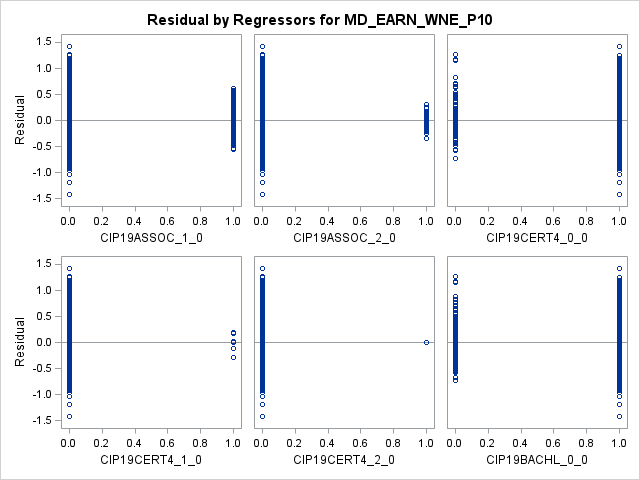 Residual by Regressors for MD_EARN_WNE_P10
1.5
1.0
0.5
0.0
-0.5
-1.0
-1.5
Residual
0.0 0.2 0.4 0.6 0.8 1.0
CIP19ASSOC_1_0
0.0 0.2 0.4 0.6 0.8 1.0
CIP19ASSOC_2_0
0.0 0.2 0.4 0.6 0.8 1.0
CIP19CERT4_0_0
1.5
1.0
0.5
0.0
-0.5
-1.0
-1.5
Residual
0.0 0.2 0.4 0.6 0.8 1.0
CIP19CERT4_1_0
0.0 0.2 0.4 0.6 0.8 1.0
CIP19CERT4_2_0
0.0 0.2 0.4 0.6 0.8 1.0
CIP19BACHL_0_0